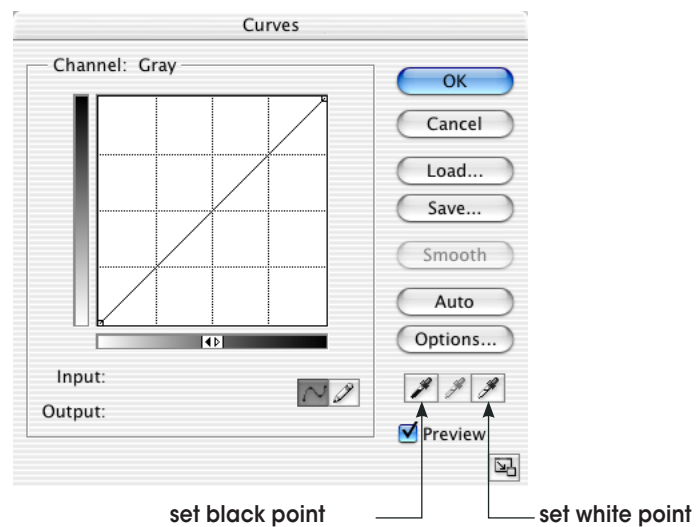 Curves
Channel: Gray
OK
Cancel
Load...
Save...
Smooth
Auto
Options...
Input:
Output:
Preview
set black point
set white point